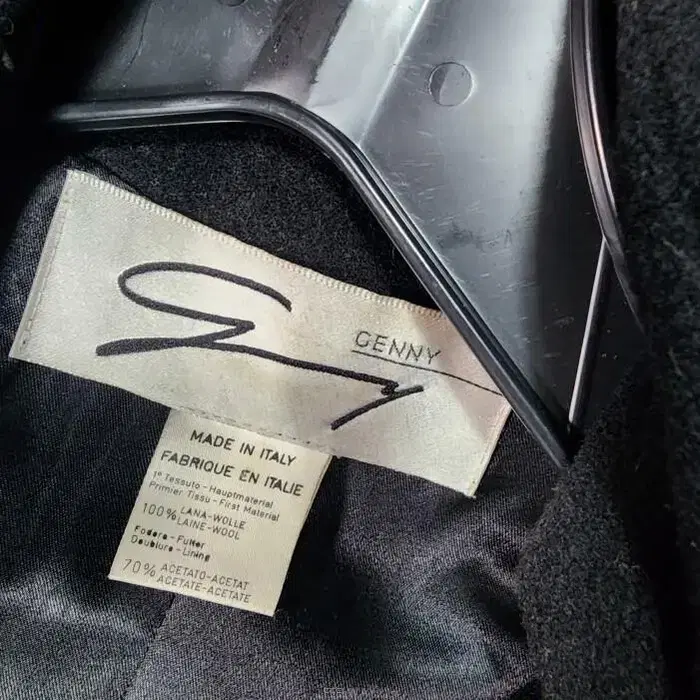 GENNY
MADE IN ITALY
FABRIQUE EN ITALIE
1° Tessuto - Hauptmaterial
Primier Tissu - First Material
100% LANA-WOLLE
LAINE-WOOL
Fodera - Futter
Doublure - Lining
70% ACETATO-ACETAT
ACETATE-ACETATE